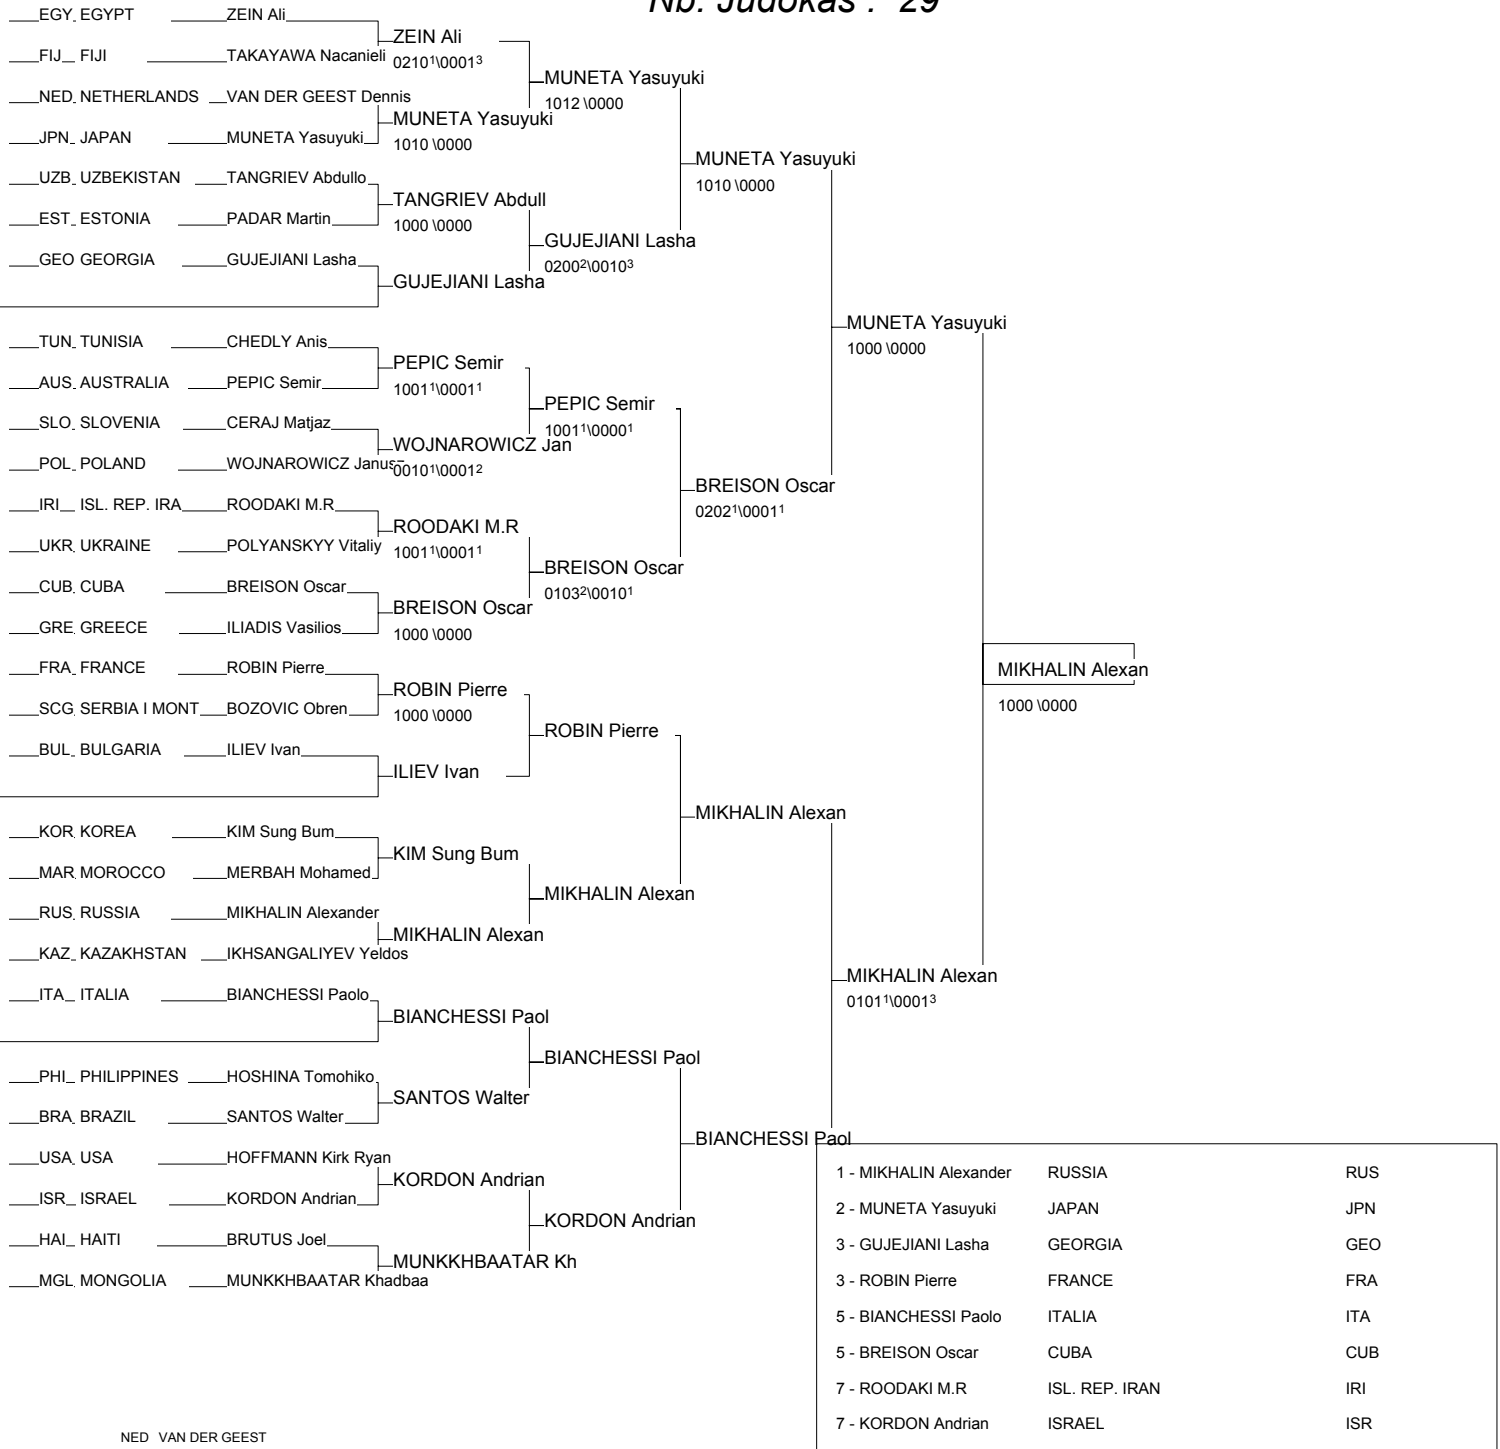 Nb. Judokas : 29
EGY EGYPT ZEIN Ali
ZEIN Ali
FIJ FIJI TAKAYAWA Nacanieli 0210¹\0001³
MUNETA Yasuyuki
NED NETHERLANDS VAN DER GEEST Dennis 1012 \0000
MUNETA Yasuyuki
JPN JAPAN MUNETA Yasuyuki 1010 \0000
MUNETA Yasuyuki
UZB UZBEKISTAN TANGRIEV Abdullo 1010 \0000
TANGRIEV Abdull
EST ESTONIA PADAR Martin 1000 \0000
GUJEJIANI Lasha
GEO GEORGIA GUJEJIANI Lasha 0200²\0010³
GUJEJIANI Lasha
MUNETA Yasuyuki
TUN TUNISIA CHEDLY Anis 1000 \0000
PEPIC Semir
AUS AUSTRALIA PEPIC Semir 1001¹\0001¹
PEPIC Semir
SLO SLOVENIA CERAJ Matjaz 1001¹\0000¹
WOJNAROWICZ Jan
POL POLAND WOJNAROWICZ Janus 0010¹\0001²
BREISON Oscar
IRI ISL. REP. IRA ROODAKI M.R 0202¹\0001¹
ROODAKI M.R
UKR UKRAINE POLYANSKYY Vitaliy 1001¹\0001¹
BREISON Oscar
CUB CUBA BREISON Oscar 0103²\0010¹
BREISON Oscar
GRE GREECE ILIADIS Vasilios 1000 \0000
FRA FRANCE ROBIN Pierre MIKHALIN Alexan
ROBIN Pierre
SCG SERBIA I MONT BOZOVIC Obren 1000 \0000 1000 \0000
ROBIN Pierre
BUL BULGARIA ILIEV Ivan
ILIEV Ivan
MIKHALIN Alexan
KOR KOREA KIM Sung Bum
KIM Sung Bum
MAR MOROCCO MERBAH Mohamed
MIKHALIN Alexan
RUS RUSSIA MIKHALIN Alexander
MIKHALIN Alexan
KAZ KAZAKHSTAN IKHSANGALIYEV Yeldos
MIKHALIN Alexan
ITA ITALIA BIANCHESSI Paolo 0101¹\0001³
BIANCHESSI Paol
BIANCHESSI Paol
PHI PHILIPPINES HOSHINA Tomohiko
SANTOS Walter
BRA BRAZIL SANTOS Walter
BIANCHESSI Paol
USA USA HOFFMANN Kirk Ryan
KORDON Andrian
ISR ISRAEL KORDON Andrian
KORDON Andrian
HAI HAITI BRUTUS Joel
MUNKKHBAATAR Kh
MGL MONGOLIA MUNKKHBAATAR Khadbaa
1 - MIKHALIN Alexander RUSSIA RUS
2 - MUNETA Yasuyuki JAPAN JPN
3 - GUJEJIANI Lasha GEORGIA GEO
3 - ROBIN Pierre FRANCE FRA
5 - BIANCHESSI Paolo ITALIA ITA
5 - BREISON Oscar CUBA CUB
7 - ROODAKI M.R ISL. REP. IRAN IRI
7 - KORDON Andrian ISRAEL ISR
NED VAN DER GEEST